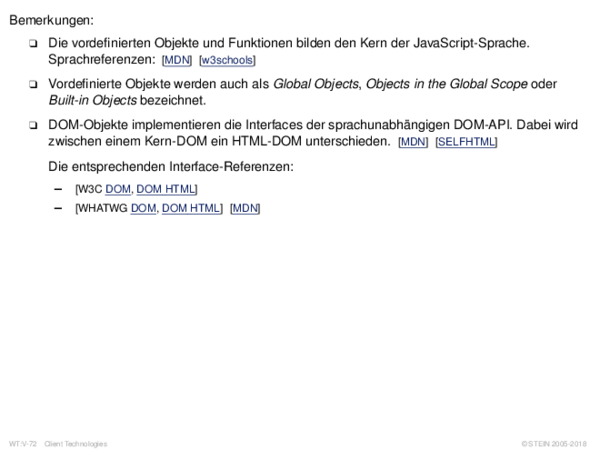 Bemerkungen:
❑ Die vordefinierten Objekte und Funktionen bilden den Kern der JavaScript-Sprache.
Sprachreferenzen: [MDN] [w3schools]
❑ Vordefinierte Objekte werden auch als Global Objects, Objects in the Global Scope oder
Built-in Objects bezeichnet.
❑ DOM-Objekte implementieren die Interfaces der sprachunabhängigen DOM-API. Dabei wird
zwischen einem Kern-DOM ein HTML-DOM unterschieden. [MDN] [SELFHTML]
Die entsprechenden Interface-Referenzen:
– [W3C DOM, DOM HTML]
– [WHATWG DOM, DOM HTML] [MDN]
WT:V-72 Client Technologies © STEIN 2005-2018